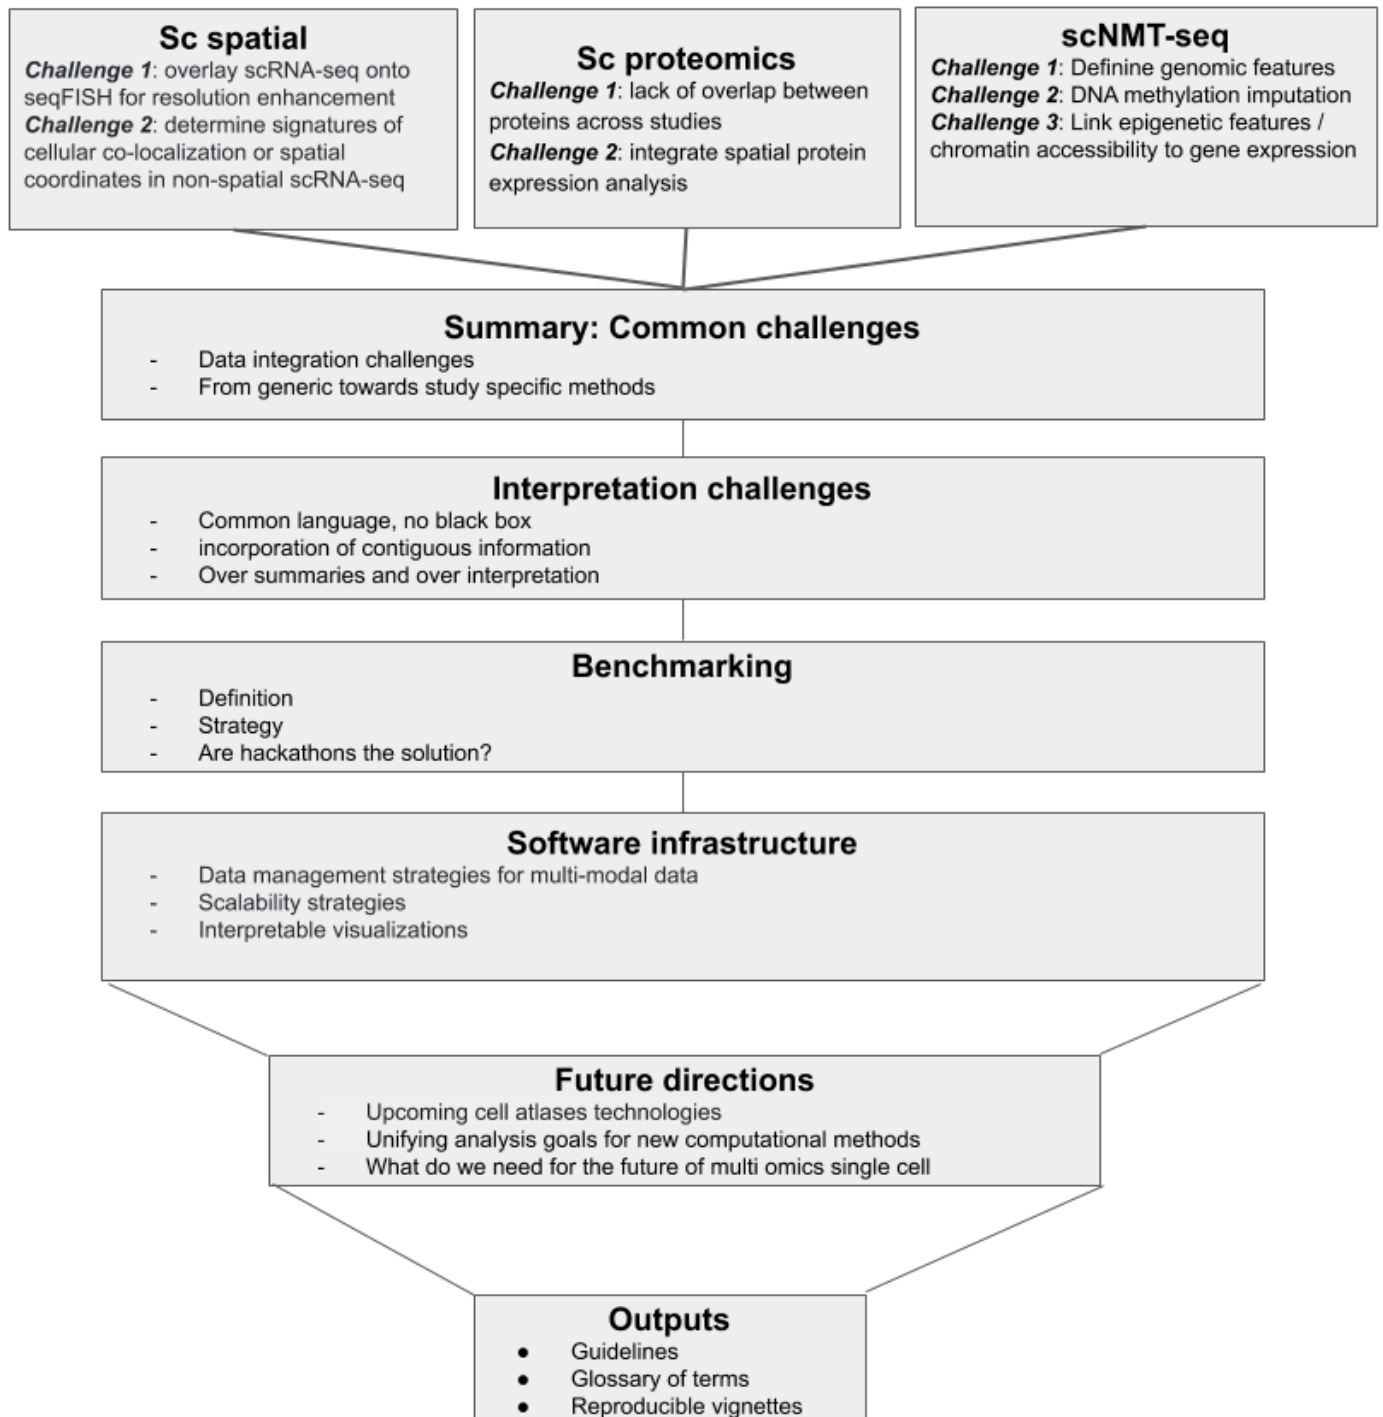 Sc spatial
Challenge 1: overlay scRNA-seq onto
seqFISH for resolution enhancement
Challenge 2: determine signatures of
cellular co-localization or spatial
coordinates in non-spatial scRNA-seq
Sc proteomics
Challenge 1: lack of overlap between
proteins across studies
Challenge 2: integrate spatial protein
expression analysis
scNMT-seq
Challenge 1: Definine genomic features
Challenge 2: DNA methylation imputation
Challenge 3: Link epigenetic features /
chromatin accessibility to gene expression
Summary: Common challenges
- Data integration challenges
- From generic towards study specific methods
Interpretation challenges
- Common language, no black box
- incorporation of contiguous information
- Over summaries and over interpretation
Benchmarking
- Definition
- Strategy
- Are hackathons the solution?
Software infrastructure
- Data management strategies for multi-modal data
- Scalability strategies
- Interpretable visualizations
Future directions
- Upcoming cell atlases technologies
- Unifying analysis goals for new computational methods
- What do we need for the future of multi omics single cell
Outputs
● Guidelines
● Glossary of terms
● Reproducible vignettes